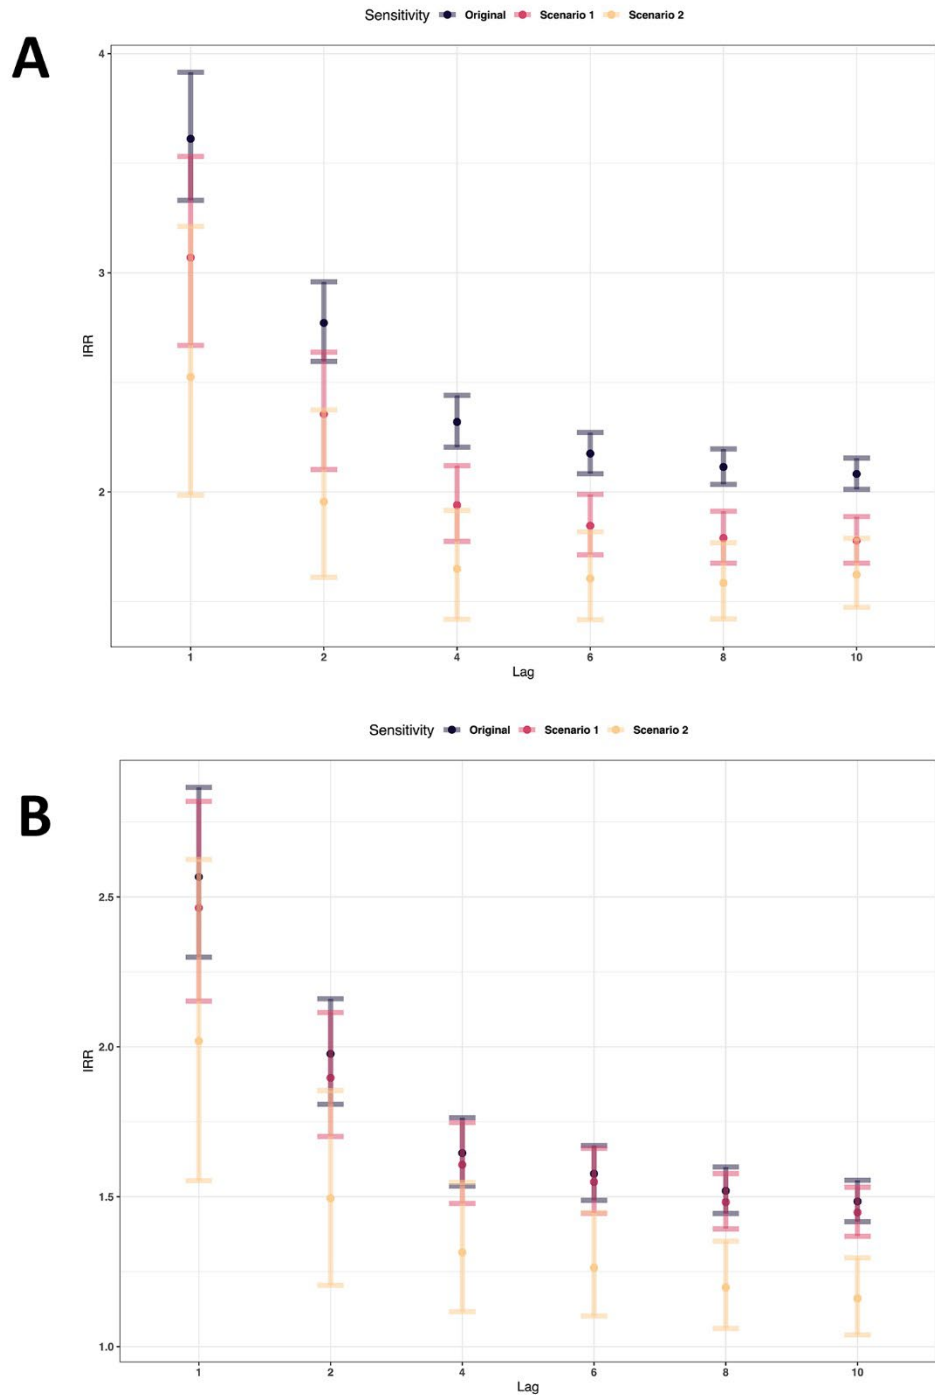 Sensitivity Original Scenario 1 Scenario 2
A
4
3
2
IRR
1 2 4 6 8 10
Lag
Sensitivity Original Scenario 1 Scenario 2
B
2.5
2.0
1.5
1.0
IRR
1 2 4 6 8 10
Lag